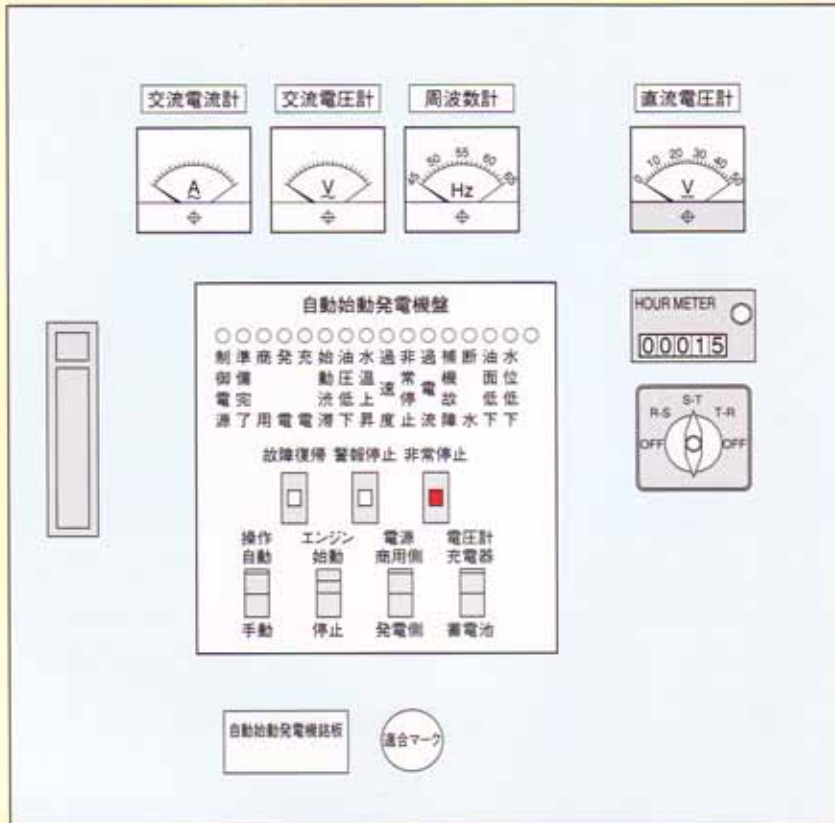 交流電流計 交流電圧計 周波数計 直流電圧計
A
V
45 50 55 60 65
Hz
0 10 20 30 40 50
V
自動始動発電機盤
制御電源
準備完了
商用
発電
充電
始動渋滞
油圧低下
水温上昇
過速度
非常停止
過電流
補機故障
断水
油面低下
水位低下
HOUR METER
00015
OFF R-S S-T T-R OFF
故障復帰 警報停止 非常停止
操作 エンジン 電源 電圧計
自動 始動 商用側 充電器
手動 停止 発電側 蓄電池
自動始動発電機銘板
適合マーク